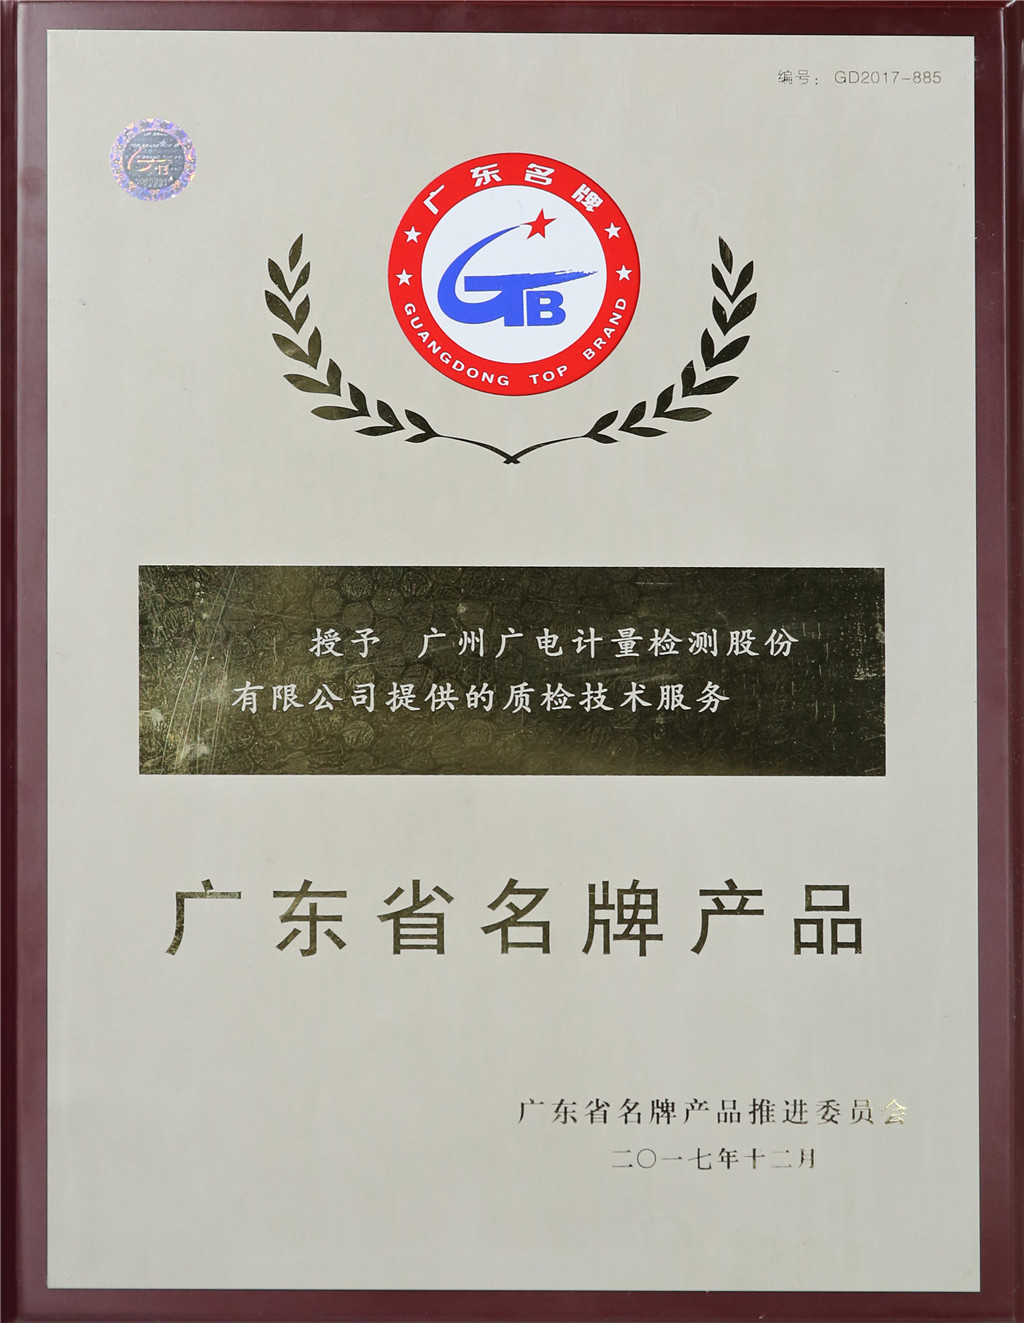 编号：GD2017-885
广东名牌
GTB
GUANGDONG TOP BRAND
授予　广州广电计量检测股份
有限公司提供的质检技术服务
广东省名牌产品
广东省名牌产品推进委员会
二〇一七年十二月